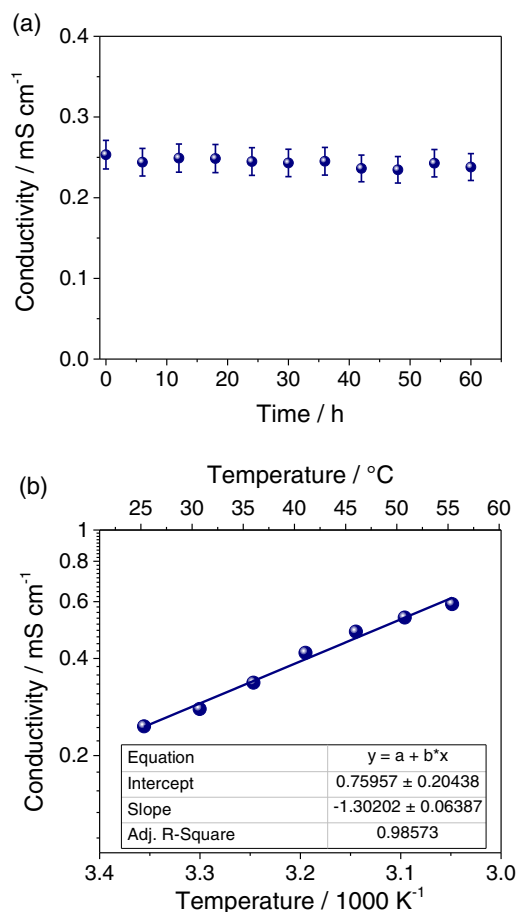 (a)
0.4
0.3
0.2
0.1
0.0
Conductivity / mS cm⁻¹
0 10 20 30 40 50 60
Time / h
(b)
Temperature / °C
25 30 35 40 45 50 55 60
1
0.8
0.6
0.4
0.2
Conductivity / mS cm⁻¹
Equation y = a + b*x
Intercept 0.75957 ± 0.20438
Slope -1.30202 ± 0.06387
Adj. R-Square 0.98573
3.4 3.3 3.2 3.1 3.0
Temperature / 1000 K⁻¹